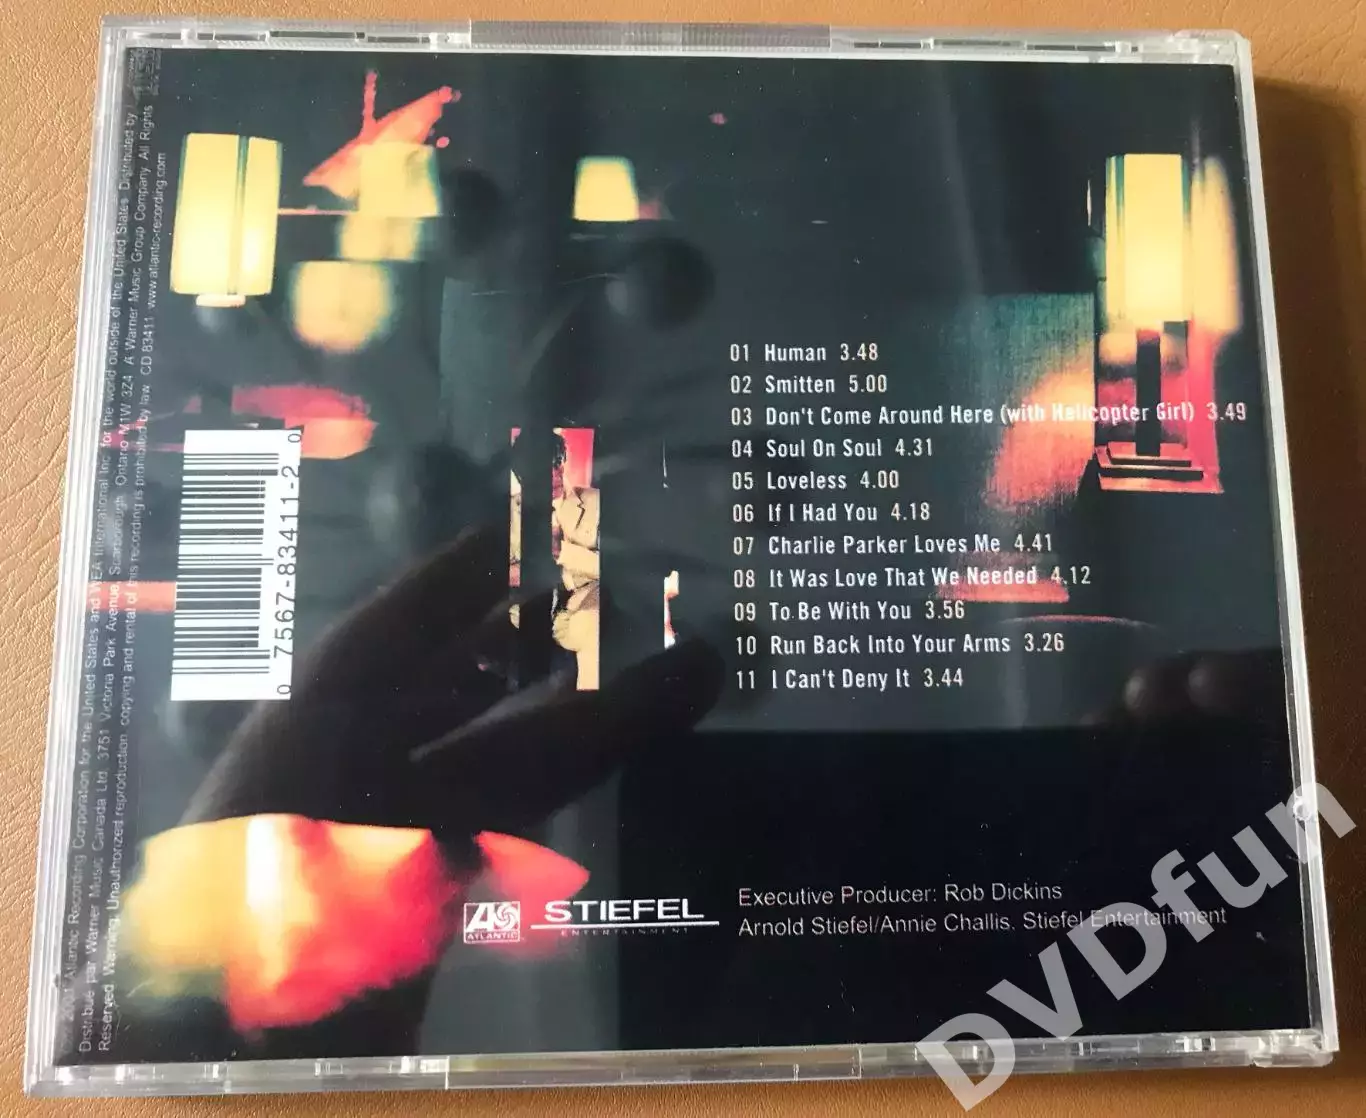 01 Human 3.48
02 Smitten 5.00
03 Don't Come Around Here (with Helicopter Girl) 3.49
04 Soul On Soul 4.31
05 Loveless 4.00
06 If I Had You 4.18
07 Charlie Parker Loves Me 4.41
08 It Was Love That We Needed 4.12
09 To Be With You 3.56
10 Run Back Into Your Arms 3.26
11 I Can't Deny It 3.44
Executive Producer: Rob Dickins
Arnold Stiefel/Annie Challis. Stiefel Entertainment
ATLANTIC
STIEFEL
ENTERTAINMENT
0 7567-83411-2 0
2001 Atlantic Recording Corporation for the United States and WEA International Inc. for the world outside of the United States. Distributed by
Distribué par Warner Music Canada Ltd. 3751 Victoria Park Avenue, Scarborough, Ontario M1W 3Z4 A Warner Music Group Company. All Rights
Reserved. Warning. Unauthorized reproduction, copying and rental of this recording is prohibited by law. CD 83411 www.atlantic-recording.com
DVDfun